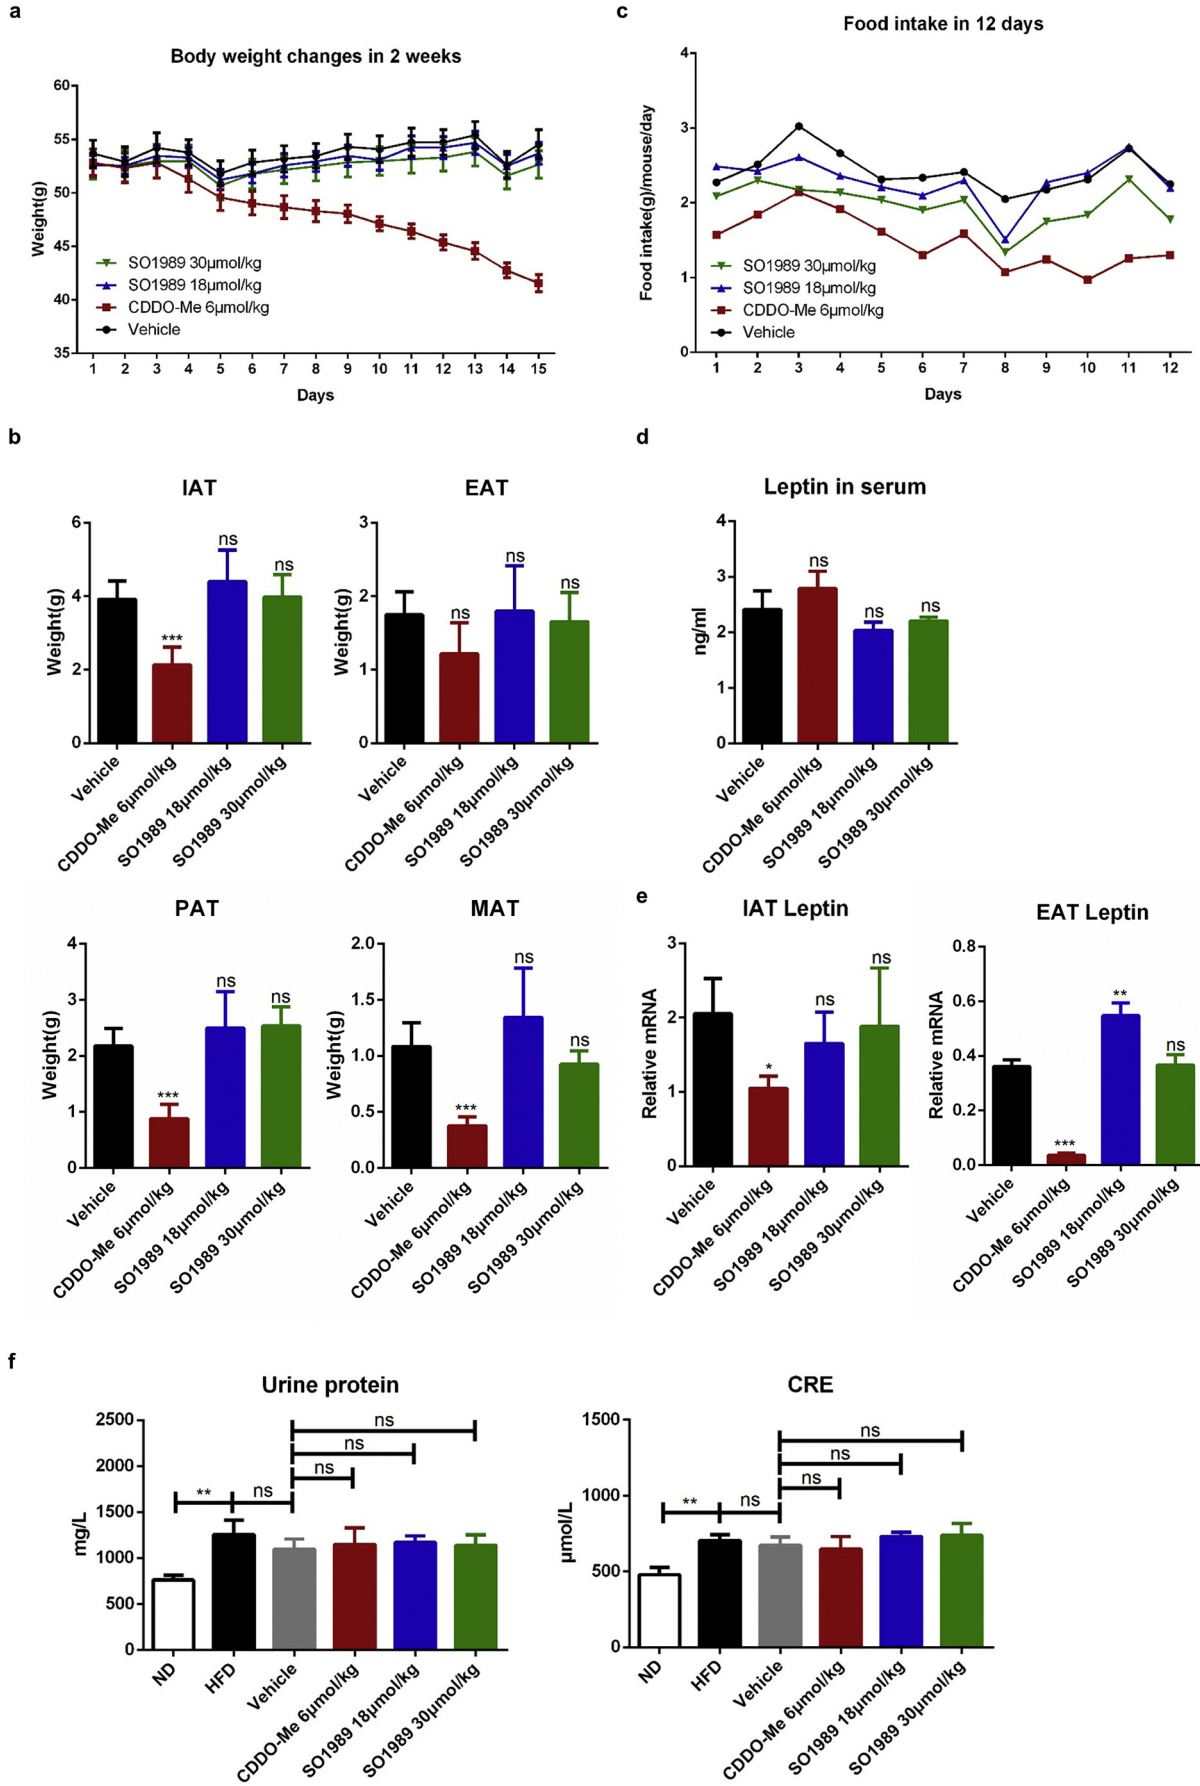 a
Body weight changes in 2 weeks
Weight(g)
60
55
50
45
40
35
SO1989 30μmol/kg
SO1989 18μmol/kg
CDDO-Me 6μmol/kg
Vehicle
1 2 3 4 5 6 7 8 9 10 11 12 13 14 15
Days
c
Food intake in 12 days
Food intake(g)/mouse/day
4
3
2
1
0
SO1989 30μmol/kg
SO1989 18μmol/kg
CDDO-Me 6μmol/kg
Vehicle
1 2 3 4 5 6 7 8 9 10 11 12
Days
b
IAT
Weight(g)
6
4
2
0
***
ns
ns
Vehicle
CDDO-Me 6μmol/kg
SO1989 18μmol/kg
SO1989 30μmol/kg
EAT
Weight(g)
3
2
1
0
ns
ns
ns
Vehicle
CDDO-Me 6μmol/kg
SO1989 18μmol/kg
SO1989 30μmol/kg
d
Leptin in serum
ng/ml
4
3
2
1
0
ns
ns
ns
Vehicle
CDDO-Me 6μmol/kg
SO1989 18μmol/kg
SO1989 30μmol/kg
PAT
Weight(g)
4
3
2
1
0
***
ns
ns
Vehicle
CDDO-Me 6μmol/kg
SO1989 18μmol/kg
SO1989 30μmol/kg
MAT
Weight(g)
2.0
1.5
1.0
0.5
0.0
***
ns
ns
Vehicle
CDDO-Me 6μmol/kg
SO1989 18μmol/kg
SO1989 30μmol/kg
e
IAT Leptin
Relative mRNA
3
2
1
0
*
ns
ns
Vehicle
CDDO-Me 6μmol/kg
SO1989 18μmol/kg
SO1989 30μmol/kg
EAT Leptin
Relative mRNA
0.8
0.6
0.4
0.2
0.0
***
**
ns
Vehicle
CDDO-Me 6μmol/kg
SO1989 18μmol/kg
SO1989 30μmol/kg
f
Urine protein
mg/L
2500
2000
1500
1000
500
0
ns
ns
ns
** ns
ND
HFD
Vehicle
CDDO-Me 6μmol/kg
SO1989 18μmol/kg
SO1989 30μmol/kg
CRE
μmol/L
1500
1000
500
0
ns
ns
ns
** ns
ND
HFD
Vehicle
CDDO-Me 6μmol/kg
SO1989 18μmol/kg
SO1989 30μmol/kg